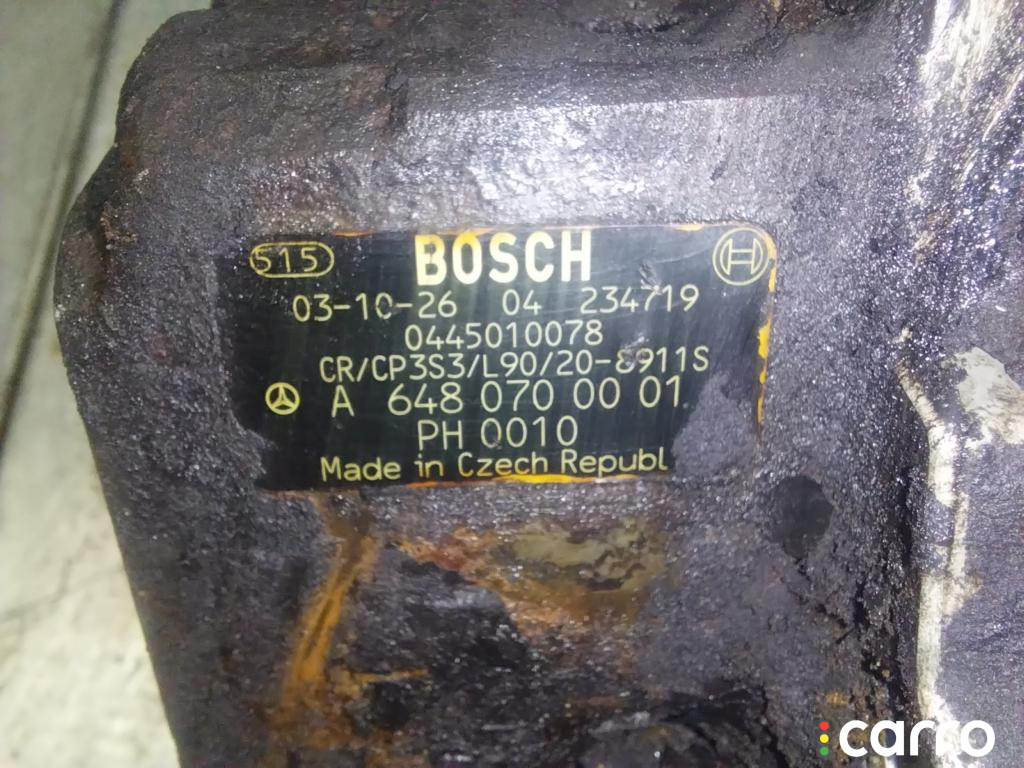 515 BOSCH
03-10-26 04 234719
0445010078
CR/CP3S3/L90/20-8911S
A 648 070 00 01
PH 0010
Made in Czech Republ
carro